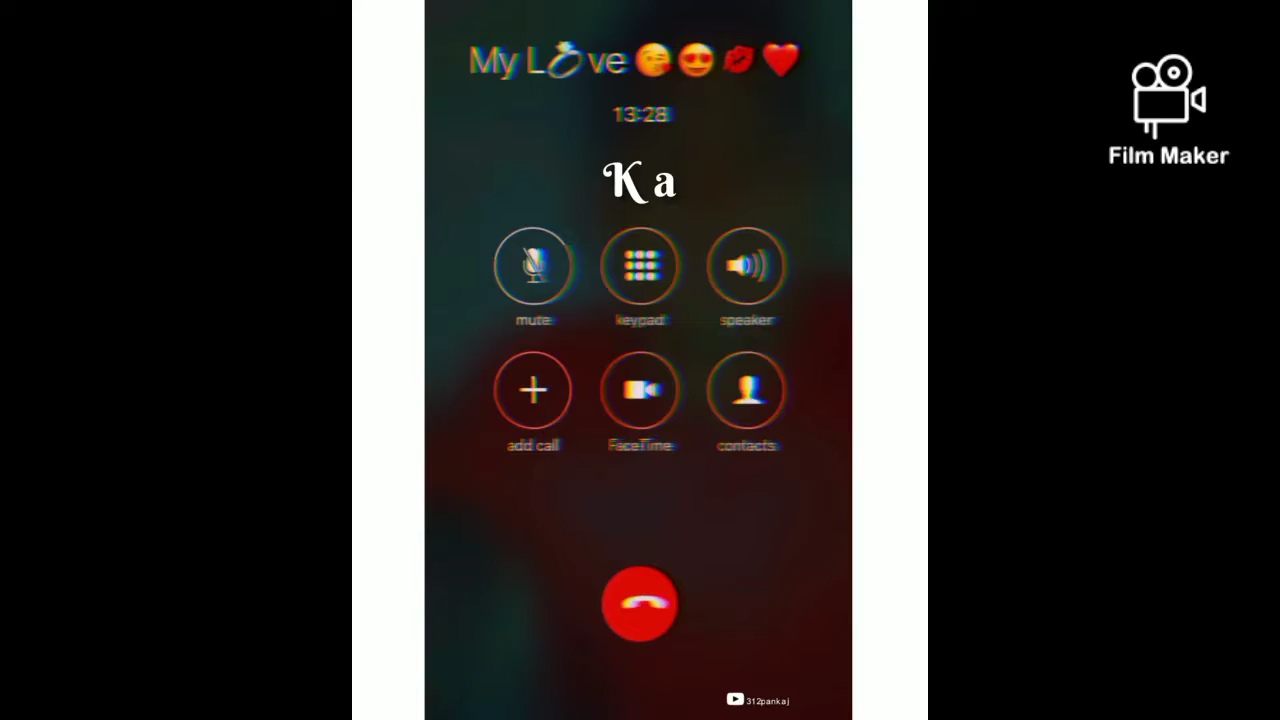 My L💍ve 😘😍💋❤️
13:28
K a
mute
keypad
speaker
add call
FaceTime
contacts
312pankaj
Film Maker